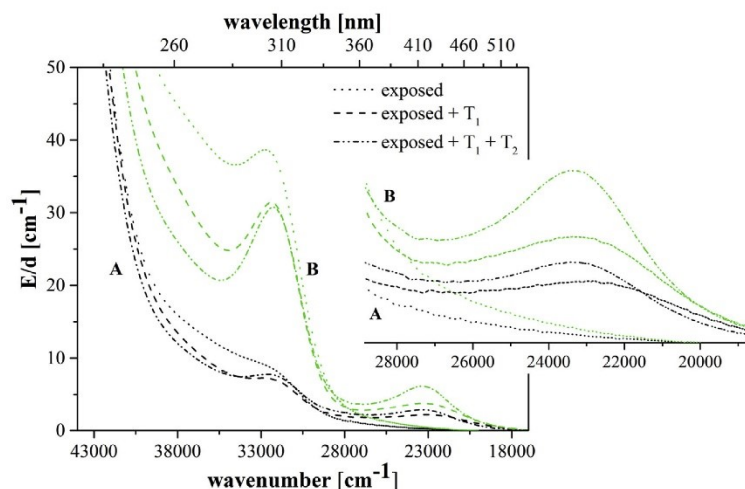 wavelength [nm]
260 310 360 410 460 510
50
40
30
20
10
0
E/d [cm⁻¹]
exposed
exposed + T₁
exposed + T₁ + T₂
A
B
B
A
28000 26000 24000 22000 20000
43000 38000 33000 28000 23000 18000
wavenumber [cm⁻¹]